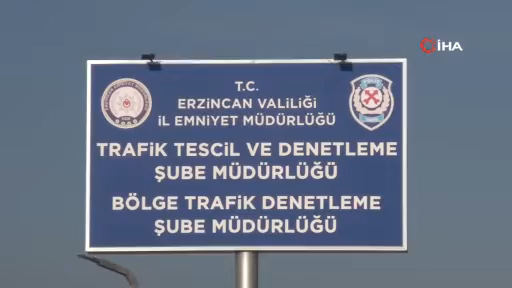 İHA
T.C.
ERZİNCAN VALİLİĞİ
İL EMNİYET MÜDÜRLÜĞÜ
TRAFİK TESCİL VE DENETLEME
ŞUBE MÜDÜRLÜĞÜ
BÖLGE TRAFİK DENETLEME
ŞUBE MÜDÜRLÜĞÜ